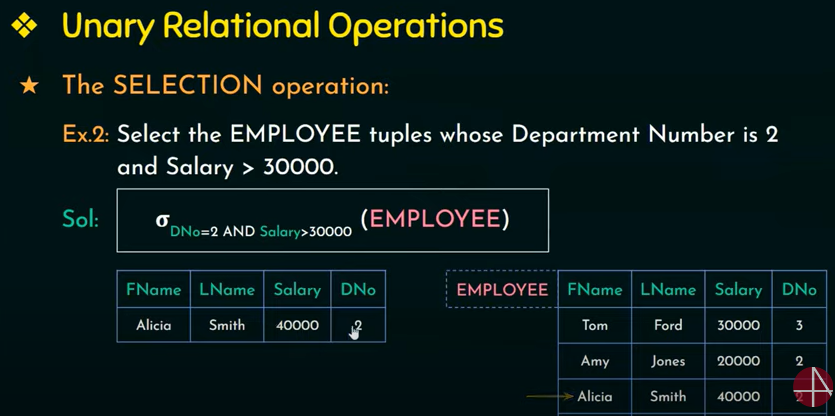 ❖ Unary Relational Operations
★ The SELECTION operation:
Ex.2: Select the EMPLOYEE tuples whose Department Number is 2
and Salary > 30000.
Sol: σ DNo=2 AND Salary>30000 (EMPLOYEE)
FName LName Salary DNo
Alicia Smith 40000 2
EMPLOYEE FName LName Salary DNo
Tom Ford 30000 3
Amy Jones 20000 2
Alicia Smith 40000 2